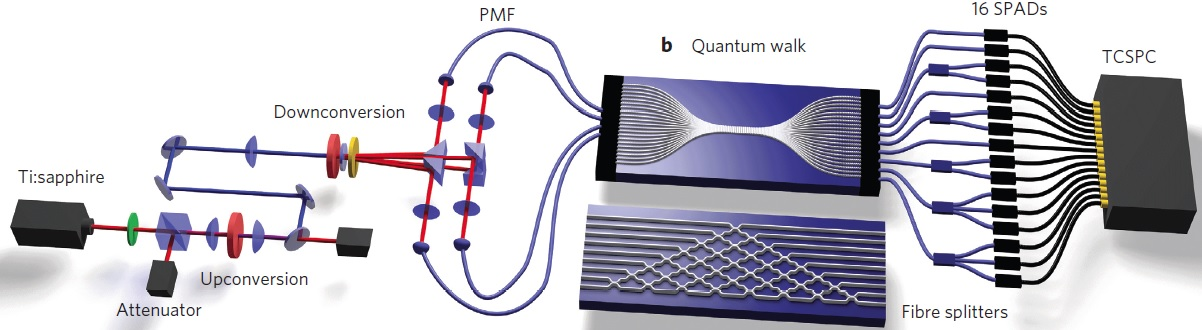 PMF
16 SPADs
b Quantum walk
TCSPC
Downconversion
Ti:sapphire
Upconversion
Attenuator
Fibre splitters